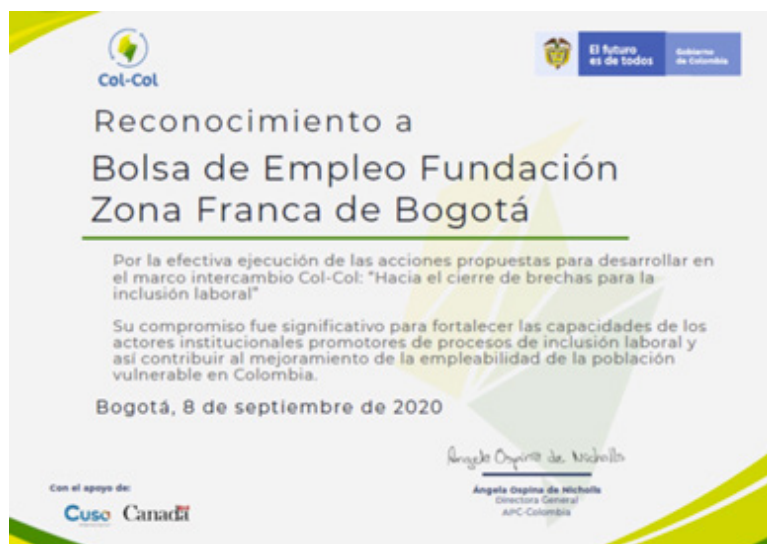 Col-Col
El futuro
es de todos
Gobierno
de Colombia
Reconocimiento a
Bolsa de Empleo Fundación
Zona Franca de Bogotá
Por la efectiva ejecución de las acciones propuestas para desarrollar en
el marco intercambio Col-Col: "Hacia el cierre de brechas para la
inclusión laboral"
Su compromiso fue significativo para fortalecer las capacidades de los
actores institucionales promotores de procesos de inclusión laboral y
así contribuir al mejoramiento de la empleabilidad de la población
vulnerable en Colombia.
Bogotá, 8 de septiembre de 2020
Angela Ospina de Nicholls
Ángela Ospina de Nicholls
Directora General
APC-Colombia
Con el apoyo de:
Cuso
Canada